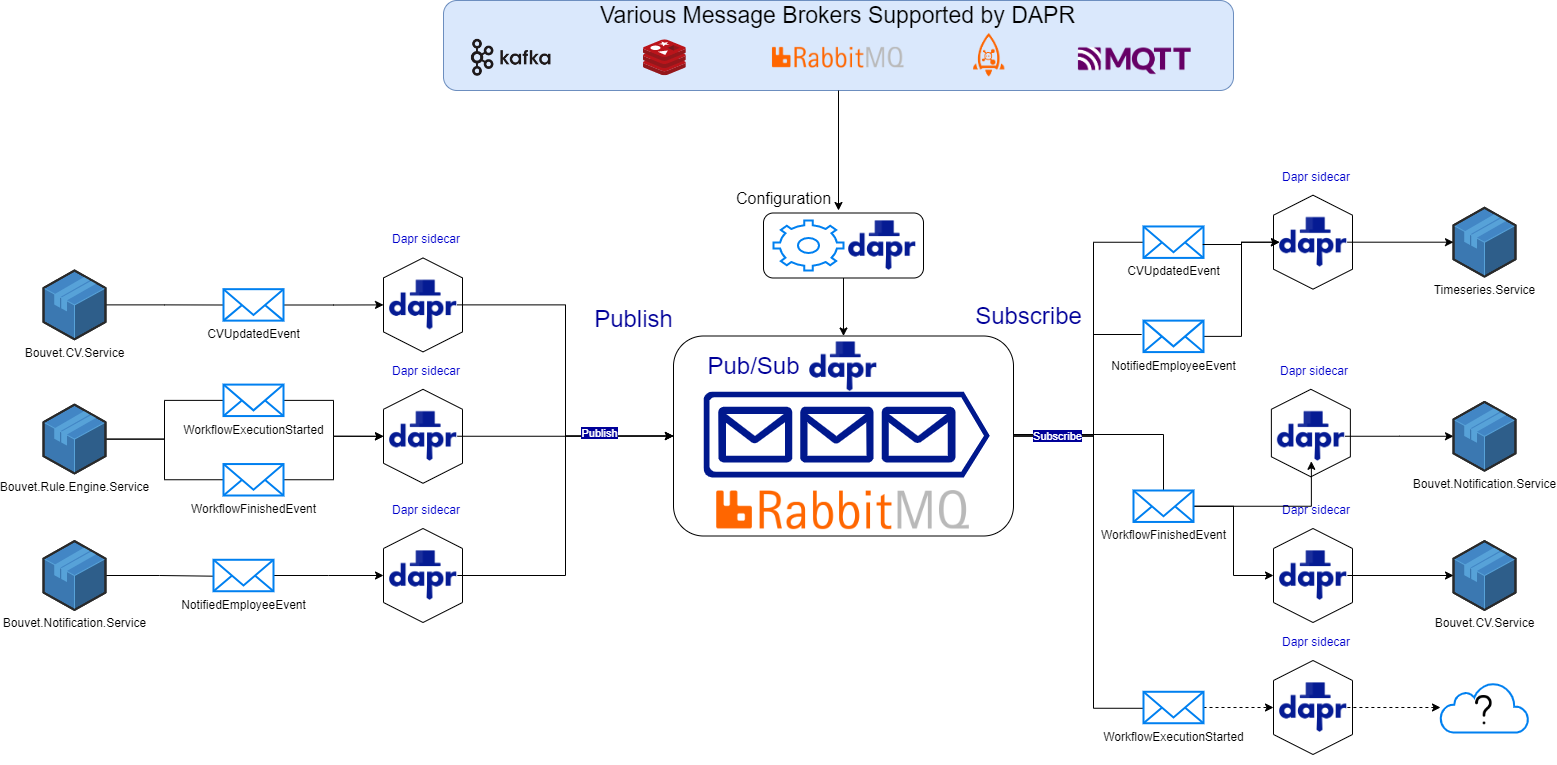 Various Message Brokers Supported by DAPR
kafka
RabbitMQ
MQTT
Configuration
dapr
Publish
Subscribe
Pub/Sub dapr
RabbitMQ
Publish
Subscribe
Dapr sidecar
dapr
CVUpdatedEvent
Bouvet.CV.Service
Dapr sidecar
dapr
WorkflowExecutionStarted
Bouvet.Rule.Engine.Service
WorkflowFinishedEvent
Dapr sidecar
dapr
NotifiedEmployeeEvent
Bouvet.Notification.Service
Dapr sidecar
dapr
CVUpdatedEvent
Timeseries.Service
NotifiedEmployeeEvent
Dapr sidecar
dapr
Bouvet.Notification.Service
WorkflowFinishedEvent
Dapr sidecar
dapr
Bouvet.CV.Service
Dapr sidecar
dapr
?
WorkflowExecutionStarted